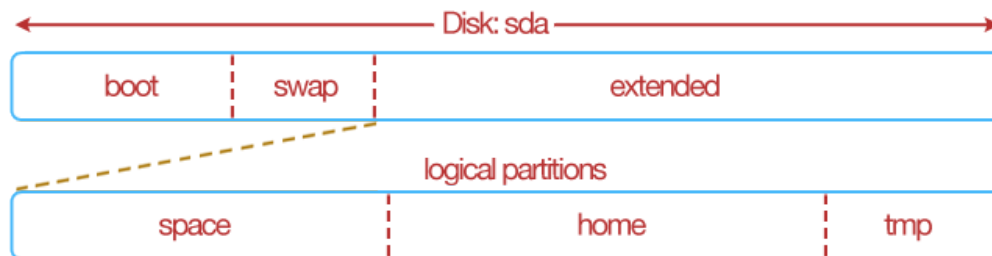 Disk: sda
boot swap extended
logical partitions
space home tmp